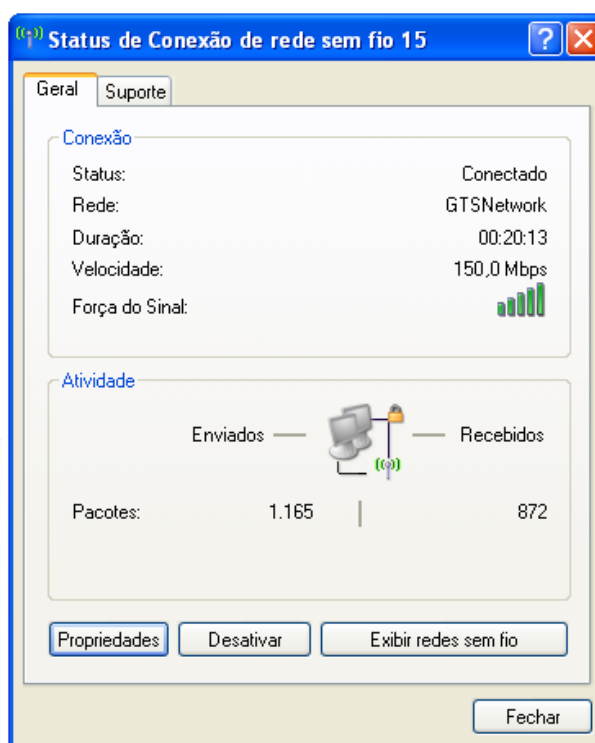 Status de Conexão de rede sem fio 15
Geral Suporte
Conexão
Status: Conectado
Rede: GTSNetwork
Duração: 00:20:13
Velocidade: 150,0 Mbps
Força do Sinal:
Atividade
Enviados Recebidos
Pacotes: 1.165 872
Propriedades Desativar Exibir redes sem fio
Fechar